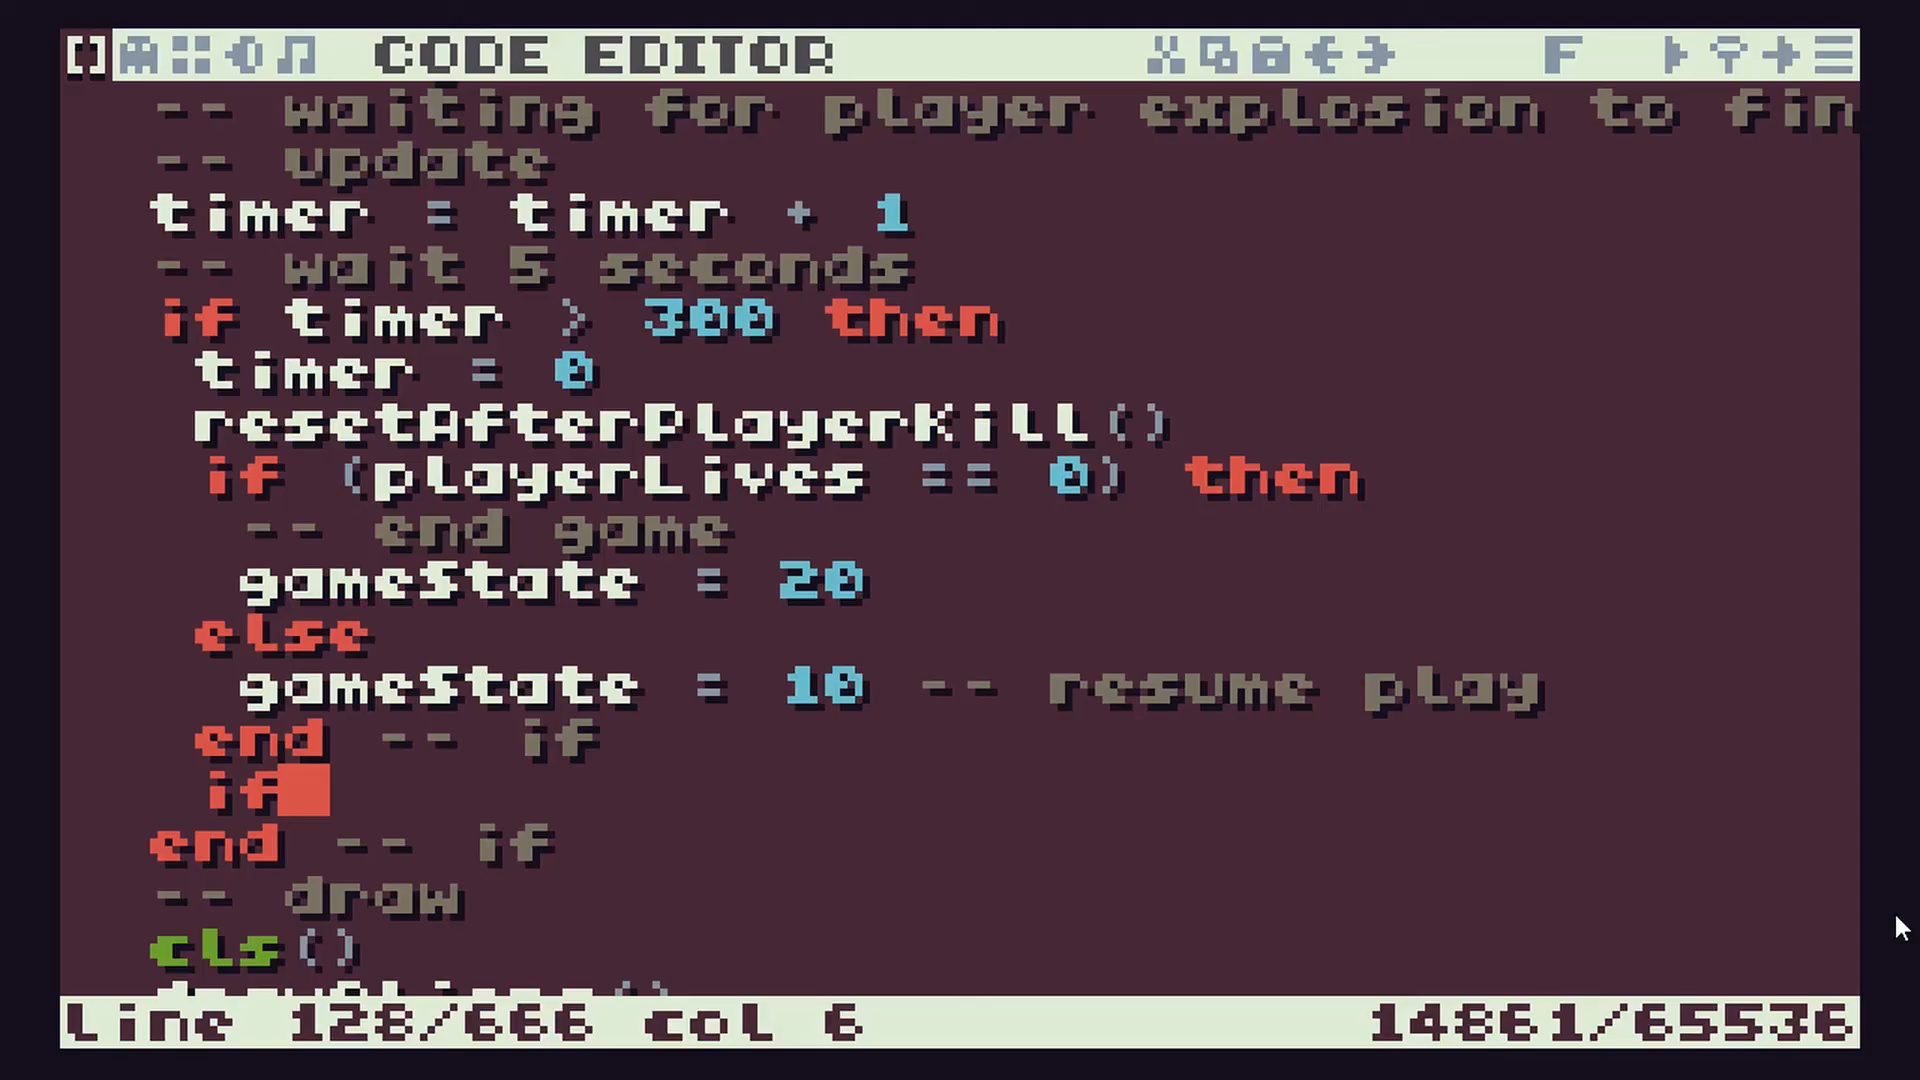 CODE EDITOR F
-- waiting for player explosion to fin
-- update
timer = timer + 1
-- wait 5 seconds
if timer > 300 then
timer = 0
resetAfterPlayerKill()
if (playerLives == 0) then
-- end game
gameState = 20
else
gameState = 10 -- resume play
end -- if
if
end -- if
-- draw
cls()
line 128/666 col 6 14861/65536